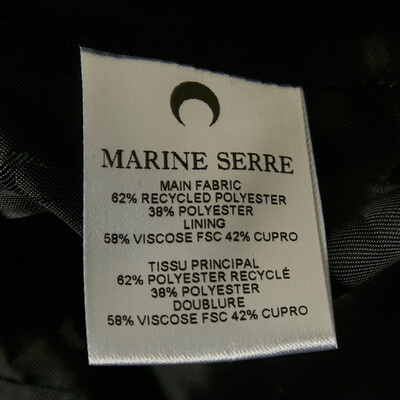 MARINE SERRE
MAIN FABRIC
62% RECYCLED POLYESTER
38% POLYESTER
LINING
58% VISCOSE FSC 42% CUPRO
TISSU PRINCIPAL
62% POLYESTER RECYCLÉ
38% POLYESTER
DOUBLURE
58% VISCOSE FSC 42% CUPRO